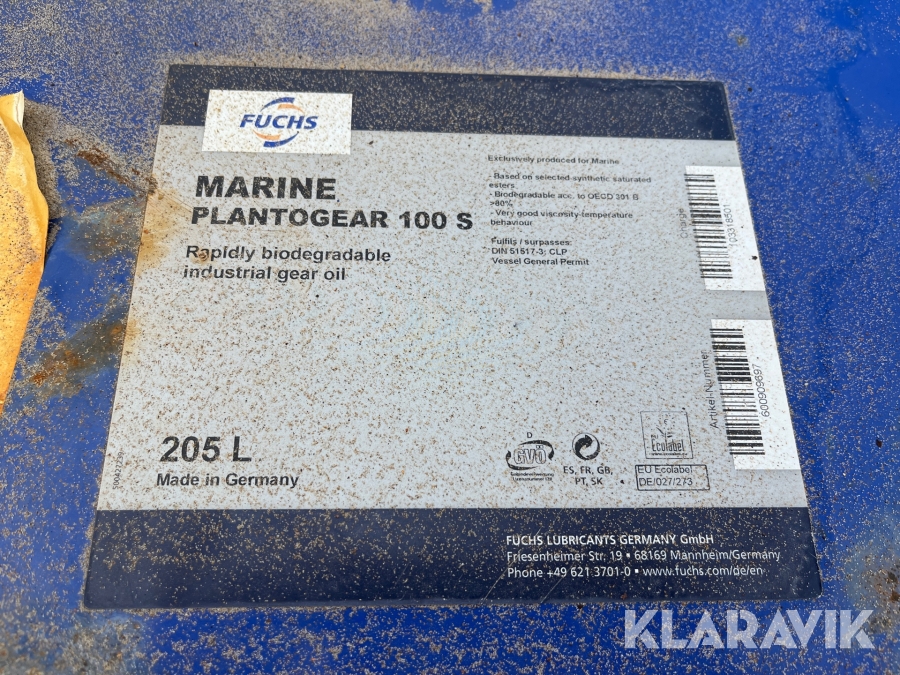 FUCHS
MARINE
PLANTOGEAR 100 S
Rapidly biodegradable
industrial gear oil
Exclusively produced for Marine
- Based on selected synthetic saturated
esters
- Biodegradable acc. to OECD 301 B
>80%
- Very good viscosity-temperature
behaviour
Fulfils / surpasses:
DIN 51517-3; CLP
Vessel General Permit
Charge
Artikel-Nummer
600909697
205 L
Made in Germany
D
GVÖ
ES, FR, GB,
PT, SK
Ecolabel
EU Ecolabel
DE/027/273
FUCHS LUBRICANTS GERMANY GmbH
Friesenheimer Str. 19 • 68169 Mannheim/Germany
Phone +49 621 3701-0 • www.fuchs.com/de/en
KLARAVIK